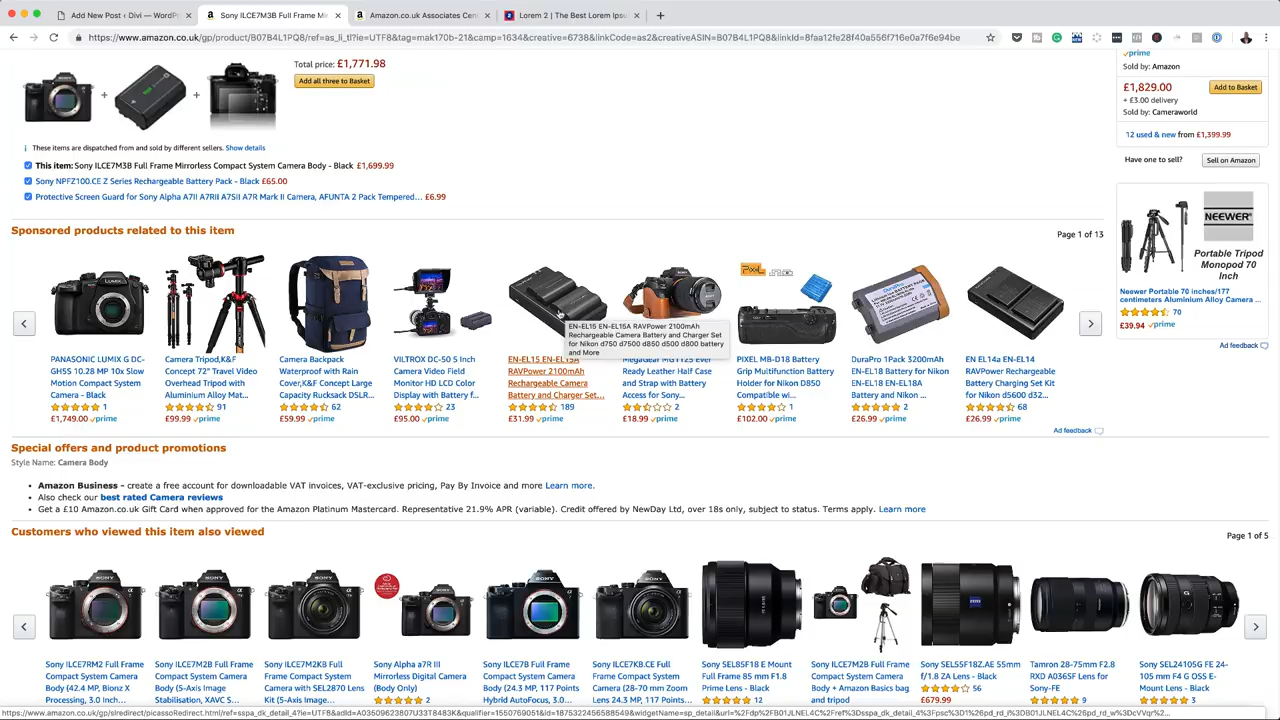 Add New Post ‹ Divi — WordPr
Sony ILCE7M3B Full Frame Mir
Amazon.co.uk Associates Cen
Lorem 2 | The Best Lorem Ipsu
https://www.amazon.co.uk/gp/product/B07B4L1PQ8/ref=as_li_tl?ie=UTF8&tag=mak170b-21&camp=1634&creative=6738&linkCode=as2&creativeASIN=B07B4L1PQ8&linkId=8faa12fe28f40a556f716e0a7f6e94be
Total price: £1,771.98
Add all three to Basket
These items are dispatched from and sold by different sellers. Show details
This item: Sony ILCE7M3B Full Frame Mirrorless Compact System Camera Body - Black £1,699.99
Sony NPFZ100.CE Z Series Rechargeable Battery Pack - Black £65.00
Protective Screen Guard for Sony Alpha A7II A7RII A7SII A7R Mark II Camera, AFUNTA 2 Pack Tempered… £6.99
prime
Sold by: Amazon
£1,829.00
Add to Basket
+ £3.00 delivery
Sold by: Cameraworld
12 used & new from £1,399.99
Have one to sell?
Sell on Amazon
NEEWER
Portable Tripod
Monopod 70
Inch
Neewer Portable 70 inches/177
centimeters Aluminium Alloy Camera ...
70
£39.94 prime
Ad feedback
Sponsored products related to this item
Page 1 of 13
PANASONIC LUMIX G DC-
GH5S 10.28 MP 10x Slow
Motion Compact System
Camera - Black
1
£1,749.00 prime
Camera Tripod,K&F
Concept 72" Travel Video
Overhead Tripod with
Aluminium Alloy Mat...
91
£99.99 prime
Camera Backpack
Waterproof with Rain
Cover,K&F Concept Large
Capacity Rucksack DSLR...
62
£59.99 prime
VILTROX DC-50 5 Inch
Camera Video Field
Monitor HD LCD Color
Display with Battery f...
23
£95.00 prime
EN-EL15 EN-EL15A
RAVPower 2100mAh
Rechargeable Camera
Battery and Charger Set...
189
£31.99 prime
EN-EL15 EN-EL15A RAVPower 2100mAh
Rechargeable Camera Battery and Charger Set
for Nikon d750 d7500 d850 d500 d800 battery
and More
MegaGear MG1125 Ever
Ready Leather Half Case
and Strap with Battery
Access for Sony...
2
£18.99 prime
PIXEL
PIXEL MB-D18 Battery
Grip Multifunction Battery
Holder for Nikon D850
Compatible wi...
1
£102.00 prime
DuraPro 1Pack 3200mAh
EN-EL18 Battery for Nikon
EN-EL18 EN-EL18A
Battery and Nikon ...
2
£26.99 prime
EN EL14a EN-EL14
RAVPower Rechargeable
Battery Charging Set Kit
for Nikon d5600 d32...
68
£26.99 prime
Ad feedback
Special offers and product promotions
Style Name: Camera Body
• Amazon Business – create a free account for downloadable VAT invoices, VAT-exclusive pricing, Pay By Invoice and more Learn more.
• Also check our best rated Camera reviews
• Get a £10 Amazon.co.uk Gift Card when approved for the Amazon Platinum Mastercard. Representative 21.9% APR (variable). Credit offered by NewDay Ltd, over 18s only, subject to status. Terms apply. Learn more
Customers who viewed this item also viewed
Page 1 of 5
Sony ILCE7RM2 Full Frame
Compact System Camera
Body (42.4 MP, Bionz X
Processing, 3.0 Inch...
Sony ILCE7M2B Full Frame
Compact System Camera
Body (5-Axis Image
Stabilisation, XAVC S...
Sony ILCE7M2KB Full
Frame Compact System
Camera with SEL2870 Lens
Kit (5-Axis Image...
Sony Alpha a7R III
Mirrorless Digital Camera
(Body Only)
2
Sony ILCE7B Full Frame
Compact System Camera
(24.3 MP, 117 Points
Hybrid AutoFocus, 3.0...
Sony ILCE7KB.CE Full
Frame Compact System
Camera (28-70 mm Zoom
Lens 24.3 MP, 117 Points...
Sony SEL85F18 E Mount
Full Frame 85 mm F1.8
Prime Lens - Black
12
Sony ILCE7M2B Full Frame
Compact System Camera
Body + Amazon Basics bag
and tripod
Sony SEL55F18Z.AE 55mm
f/1.8 ZA Lens - Black
56
£679.99
Tamron 28-75mm F2.8
RXD A036SF Lens for
Sony-FE
9
Sony SEL24105G FE 24-
105 mm F4 G OSS E-
Mount Lens - Black
3